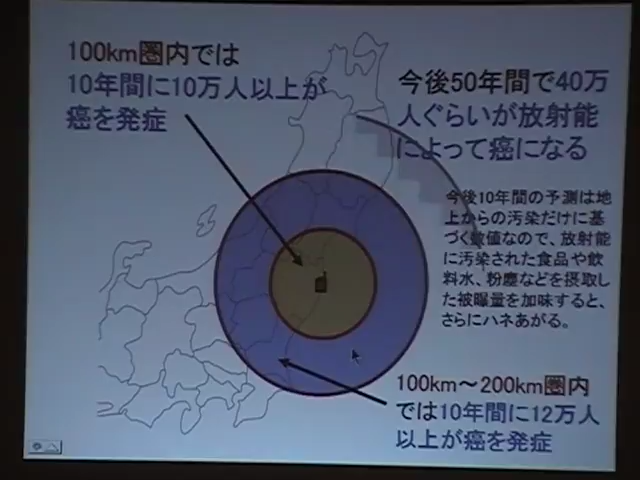 100km圏内では
10年間に10万人以上が
癌を発症
今後50年間で40万
人ぐらいが放射能
によって癌になる
今後10年間の予測は地
上からの汚染だけに基
づく数値なので、放射能
に汚染された食品や飲
料水、粉塵などを摂取し
た被曝量を加味すると、
さらにハネあがる。
100km～200km圏内
では10年間に12万人
以上が癌を発症